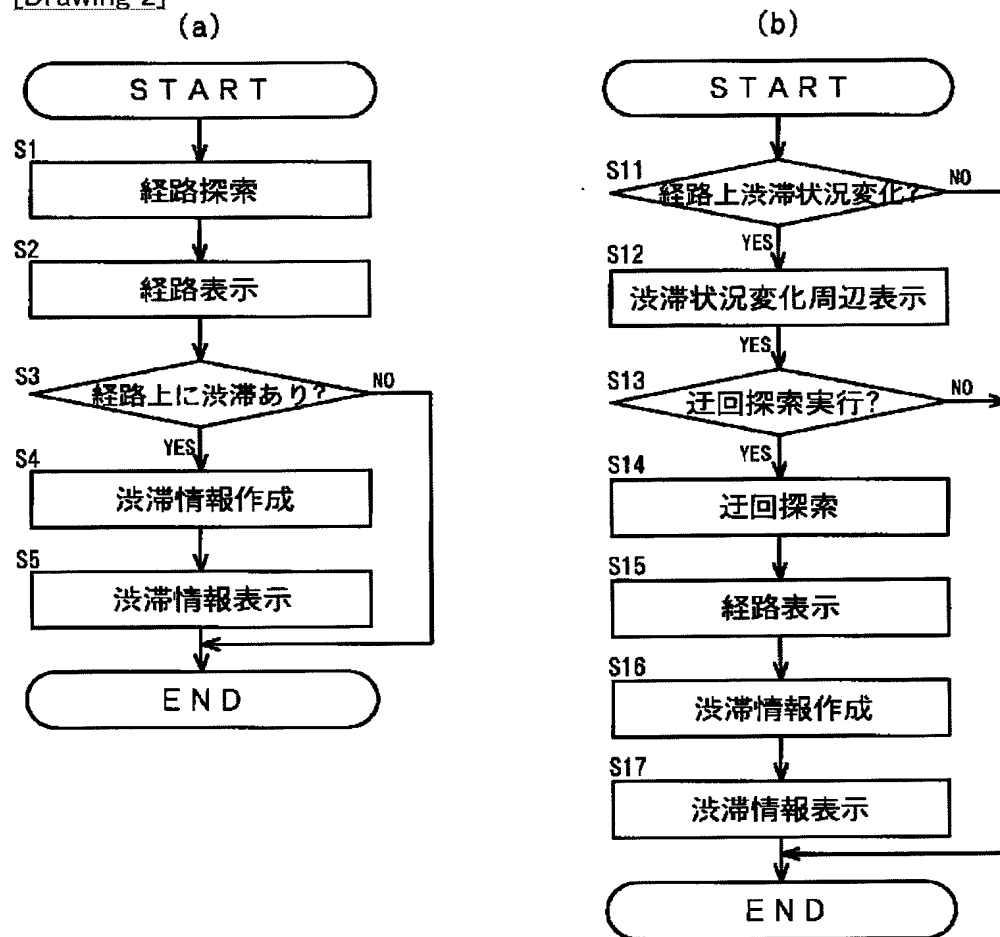 [Drawing 2]
(a)
START
S1
経路探索
S2
経路表示
S3
経路上に渋滞あり?
NO
YES
S4
渋滞情報作成
S5
渋滞情報表示
END
(b)
START
S11
経路上渋滞状況変化?
NO
YES
S12
渋滞状況変化周辺表示
YES
S13
迂回探索実行?
NO
YES
S14
迂回探索
S15
経路表示
S16
渋滞情報作成
S17
渋滞情報表示
END